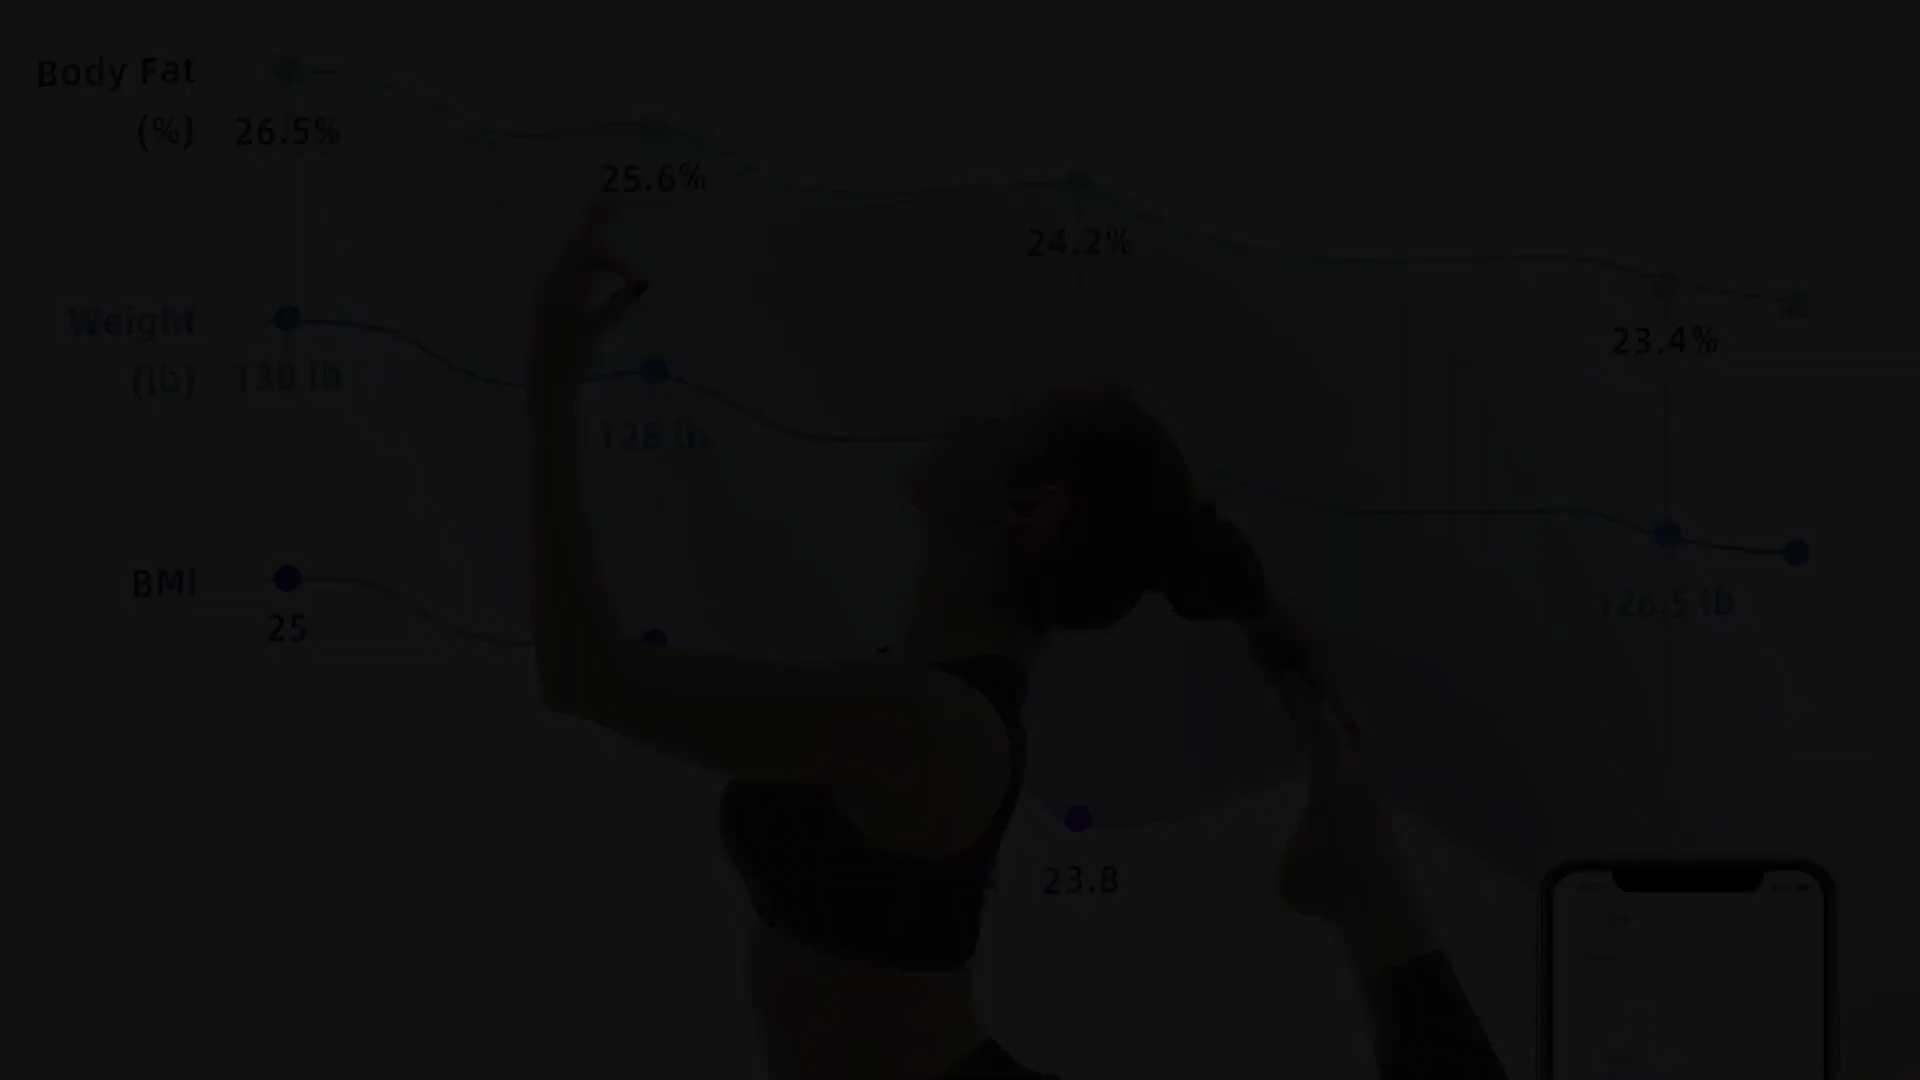 Body Fat
(%)
26.5%
25.6%
24.2%
23.4%
Weight
(lb)
130 lb
128 lb
126.5 lb
BMI
25
23.8